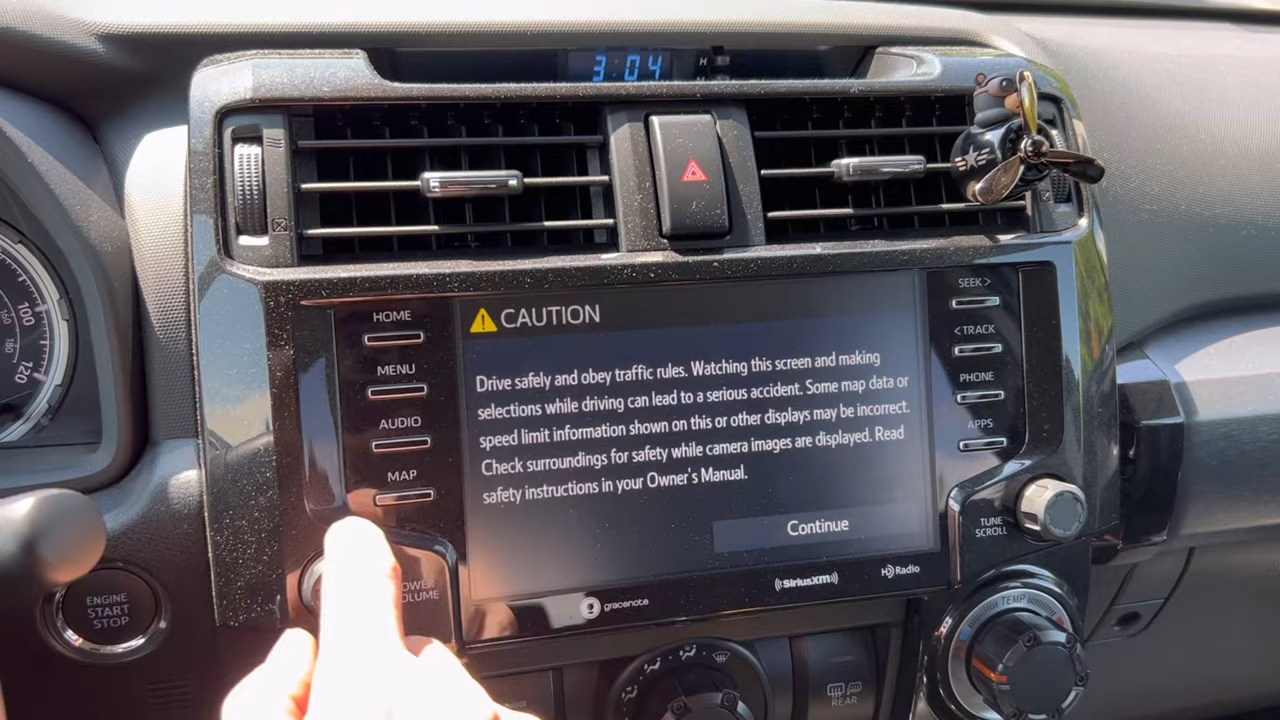 3:04
H
HOME
MENU
AUDIO
MAP
CAUTION
Drive safely and obey traffic rules. Watching this screen and making
selections while driving can lead to a serious accident. Some map data or
speed limit information shown on this or other displays may be incorrect.
Check surroundings for safety while camera images are displayed. Read
safety instructions in your Owner's Manual.
Continue
SEEK >
< TRACK
PHONE
APPS
TUNE
SCROLL
gracenote
((SiriusXM))
HD Radio
100
120
160
180
ENGINE
START
STOP
OWER
OLUME
TEMP
REAR